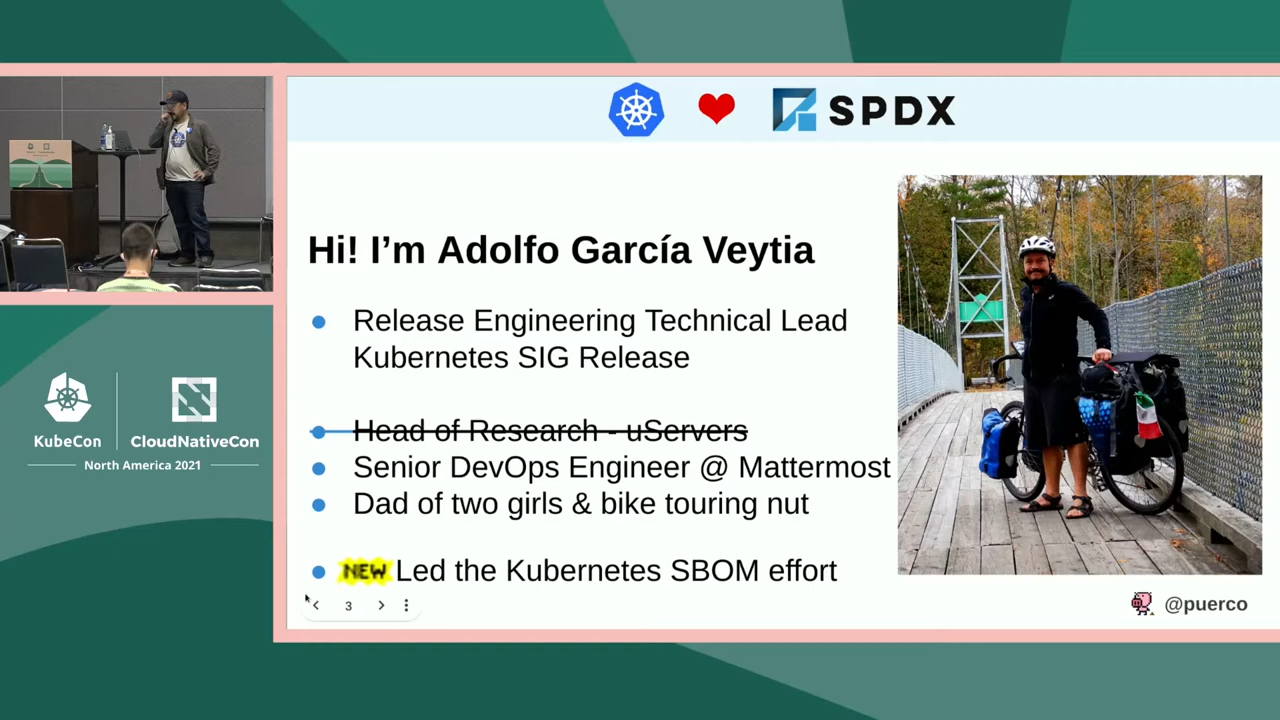 SPDX
Hi! I'm Adolfo García Veytia
Release Engineering Technical Lead
Kubernetes SIG Release
Head of Research - uServers
Senior DevOps Engineer @ Mattermost
Dad of two girls & bike touring nut
NEW Led the Kubernetes SBOM effort
3
@puerco
KubeCon
CloudNativeCon
North America 2021